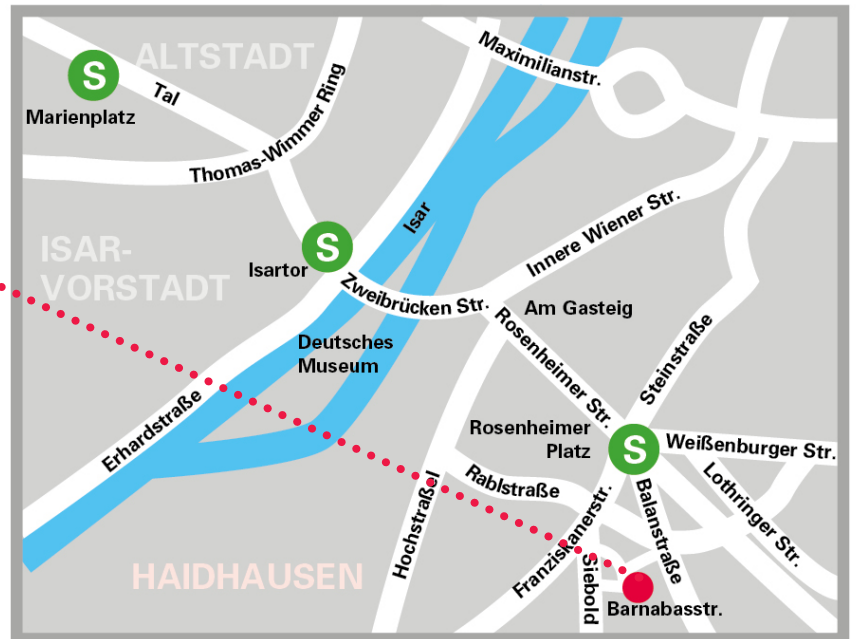 Maximilianstr.
ALTSTADT
S
Marienplatz
Tal
Thomas-Wimmer Ring
Isar
Innere Wiener Str.
ISAR-
VORSTADT
S
Isartor
Zweibrücken Str.
Am Gasteig
Deutsches
Museum
Rosenheimer Str.
Steinstraße
Erhardstraße
Rosenheimer
Platz
S
Weißenburger Str.
Rablstraße
Lothringer Str.
Hochstraßel
Balanstraße
Franziskanerstr.
HAIDHAUSEN
Siebold
Barnabasstr.